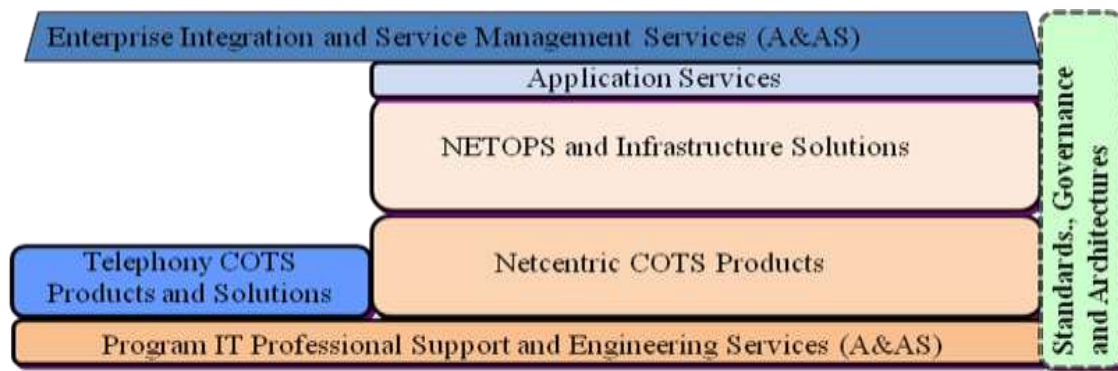 Enterprise Integration and Service Management Services (A&AS)
Application Services
NETOPS and Infrastructure Solutions
Telephony COTS
Products and Solutions
Netcentric COTS Products
Program IT Professional Support and Engineering Services (A&AS)
Standards., Governance
and Architectures